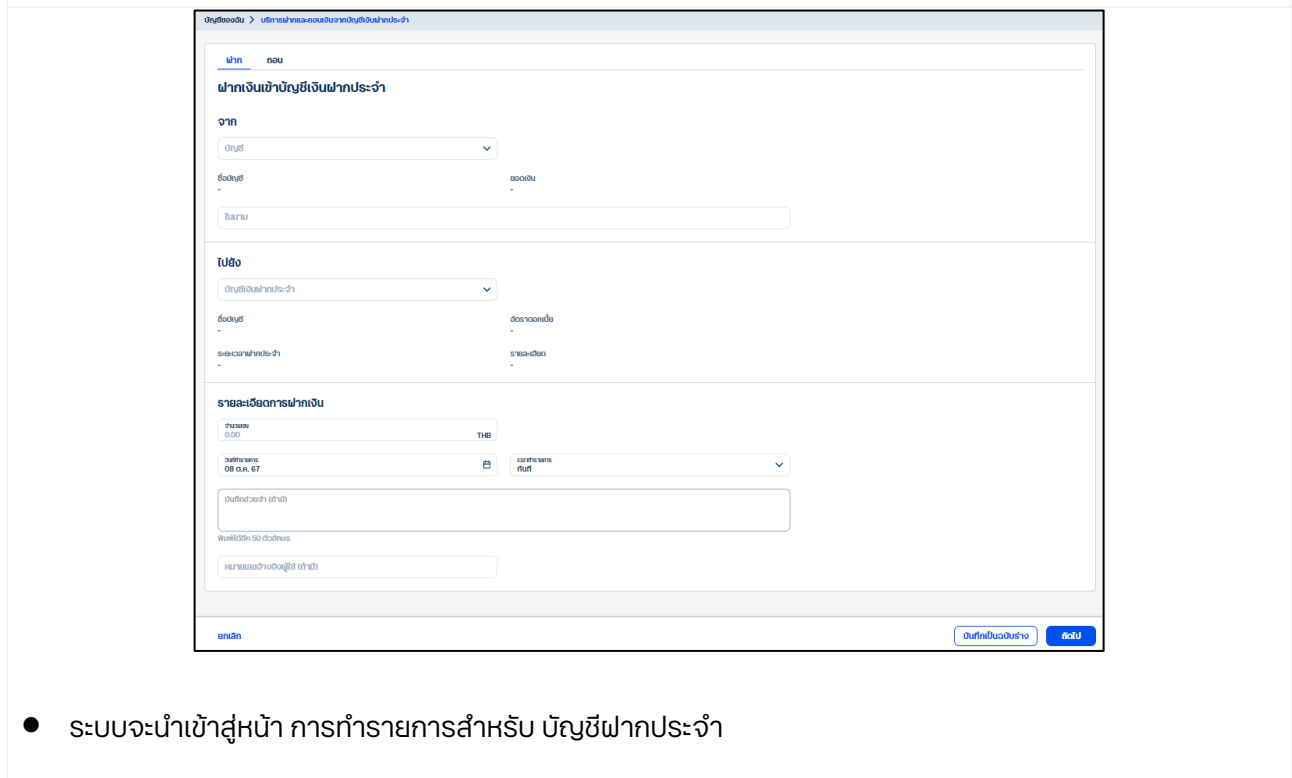 บัญชีของฉัน > บริการฝากและถอนเงินจากบัญชีเงินฝากประจำ
ฝาก ถอน
ฝากเงินเข้าบัญชีเงินฝากประจำ
จาก
บัญชี
ชื่อบัญชี ยอดเงิน
- -
ในนาม
ไปยัง
บัญชีเงินฝากประจำ
ชื่อบัญชี อัตราดอกเบี้ย
- -
ระยะเวลาฝากประจำ รายละเอียด
- -
รายละเอียดการฝากเงิน
จำนวนเงิน
0.00 THB
วันที่ทำรายการ เวลาทำรายการ
08 ต.ค. 67 ทันที
บันทึกช่วยจำ (ถ้ามี)
พิมพ์ได้อีก 50 ตัวอักษร
หมายเลขอ้างอิงผู้ใช้ (ถ้ามี)
ยกเลิก บันทึกเป็นฉบับร่าง ถัดไป
● ระบบจะนำเข้าสู่หน้า การทำรายการสำหรับ บัญชีฝากประจำ